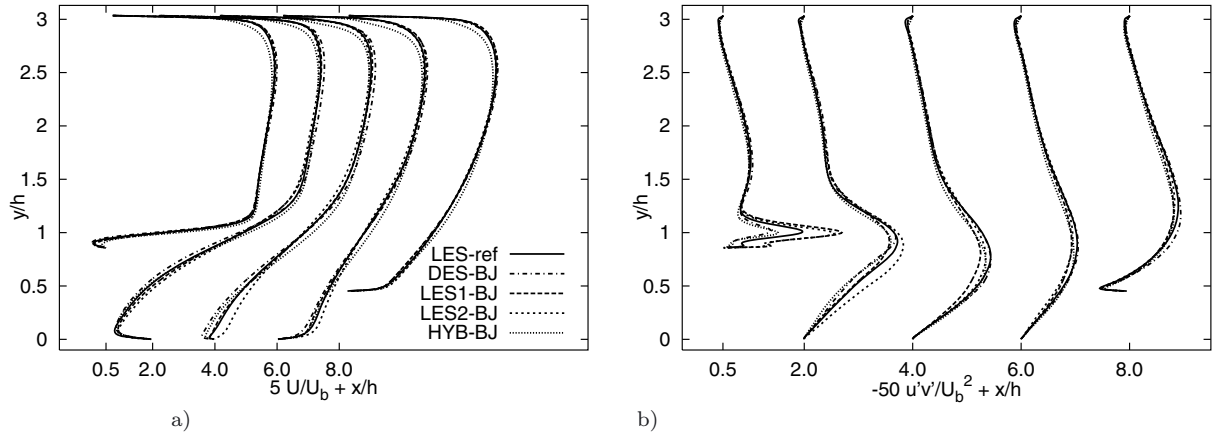 3
2.5
2
1.5
1
0.5
0
y/h
LES-ref
DES-BJ
LES1-BJ
LES2-BJ
HYB-BJ
0.5 2.0 4.0 6.0 8.0
5 U/U_b + x/h
a)
3
2.5
2
1.5
1
0.5
0
y/h
0.5 2.0 4.0 6.0 8.0
-50 u'v'/U_b^2 + x/h
b)